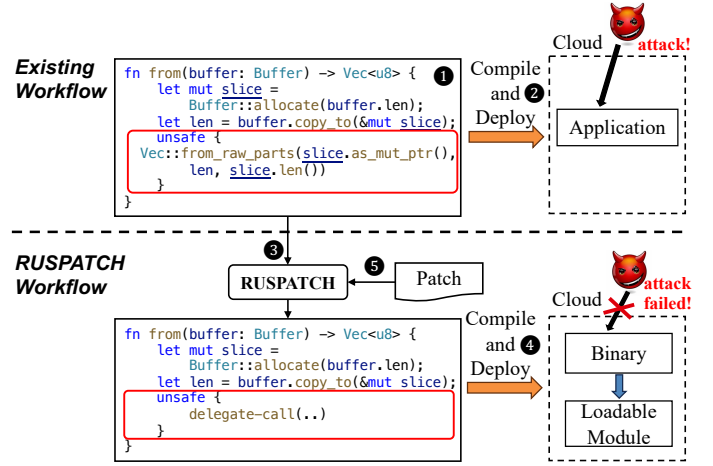 Existing
Workflow
fn from(buffer: Buffer) -> Vec<u8> {
let mut slice =
Buffer::allocate(buffer.len);
let len = buffer.copy_to(&mut slice);
unsafe {
Vec::from_raw_parts(slice.as_mut_ptr(),
len, slice.len())
}
}
❶
Compile
and ❷
Deploy
Cloud
attack!
Application
❸
RUSPATCH
Workflow
RUSPATCH
❺
Patch
fn from(buffer: Buffer) -> Vec<u8> {
let mut slice =
Buffer::allocate(buffer.len);
let len = buffer.copy_to(&mut slice);
unsafe {
delegate-call(..)
}
}
Compile
and ❹
Deploy
Cloud
attack
failed!
Binary
Loadable
Module